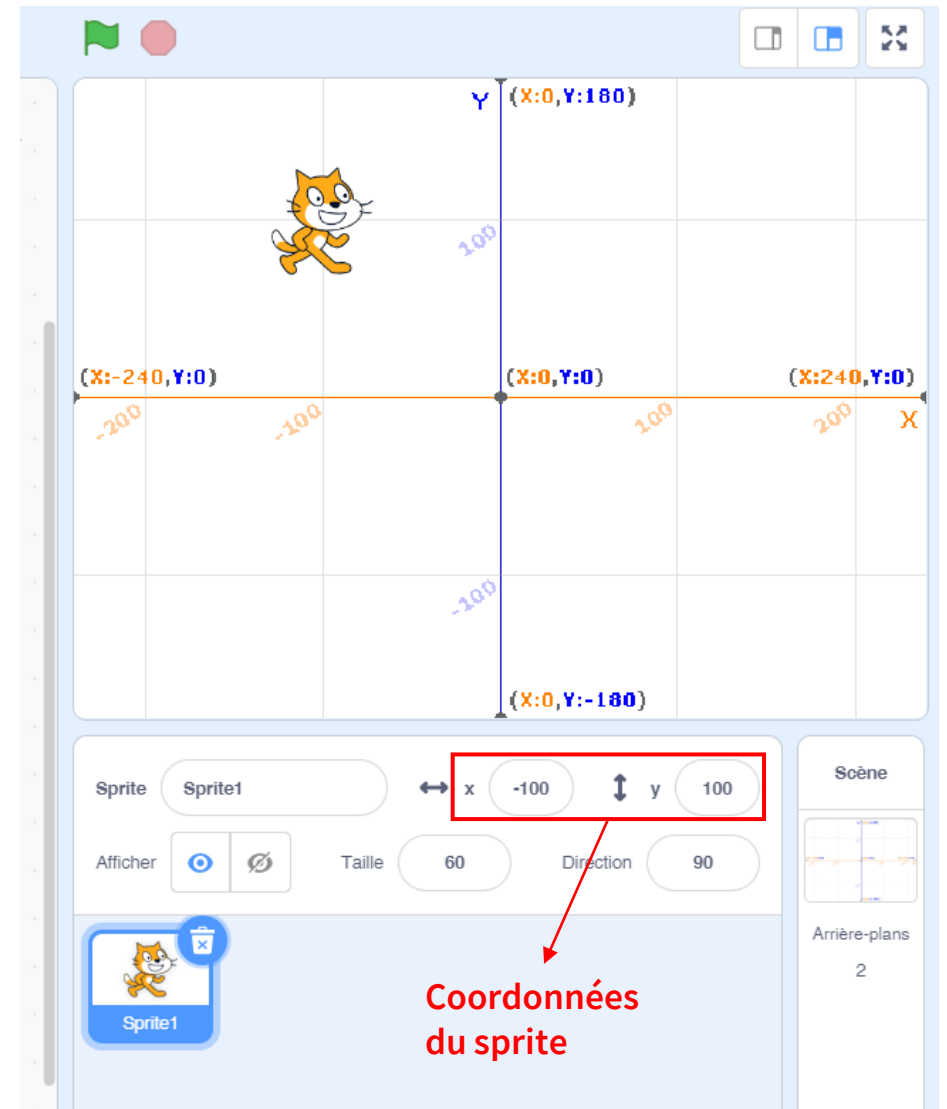 Y (X:0,Y:180)
100
(X:-240,Y:0) (X:0,Y:0) (X:240,Y:0)
-200 -100 100 200 X
-100
(X:0,Y:-180)
Sprite Sprite1 x -100 y 100
Scène
Afficher Taille 60 Direction 90
Arrière-plans
2
Sprite1
Coordonnées
du sprite